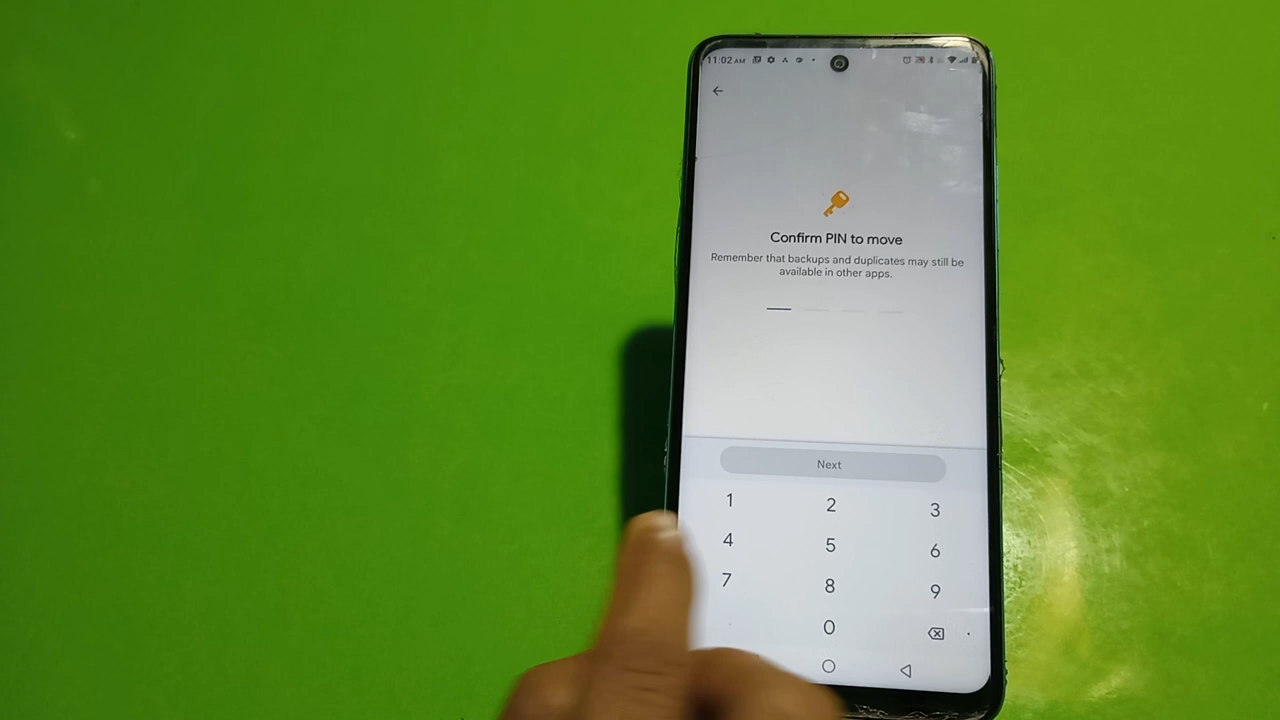 11:02 AM
Confirm PIN to move
Remember that backups and duplicates may still be
available in other apps.
Next
1 2 3
4 5 6
7 8 9
0